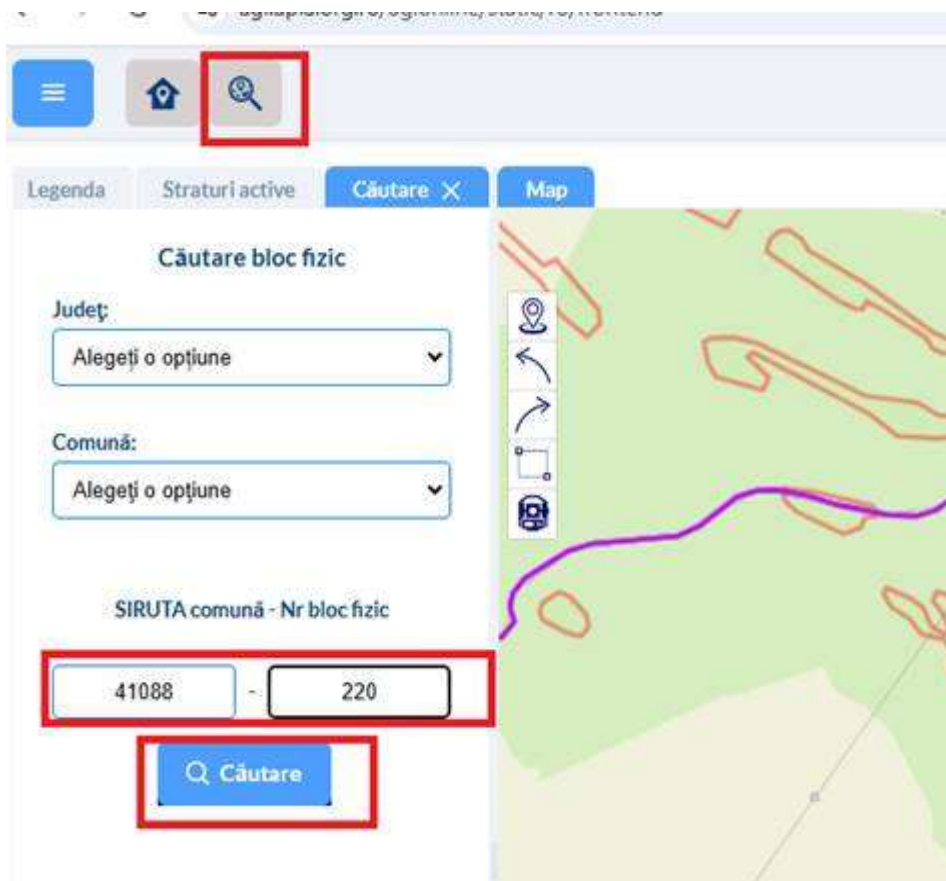 Legenda Straturi active Căutare Map
Căutare bloc fizic
Județ:
Alegeți o opțiune
Comună:
Alegeți o opțiune
SIRUTA comună - Nr bloc fizic
41088 - 220
Căutare